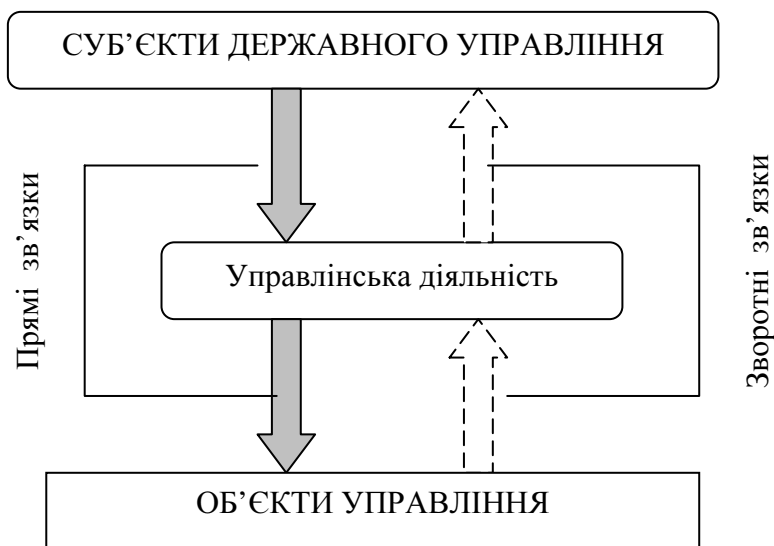 СУБ’ЄКТИ ДЕРЖАВНОГО УПРАВЛІННЯ
Прямі зв’язки
Управлінська діяльність
Зворотні зв’язки
ОБ’ЄКТИ УПРАВЛІННЯ